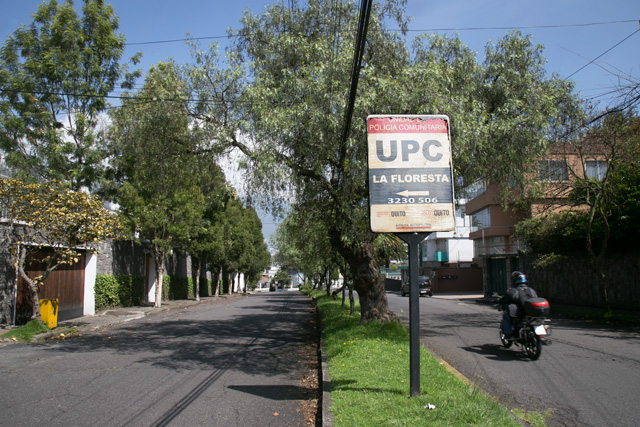 POLICIA COMUNITARIA
UPC
LA FLORESTA
3230 506
QUITO QUITO